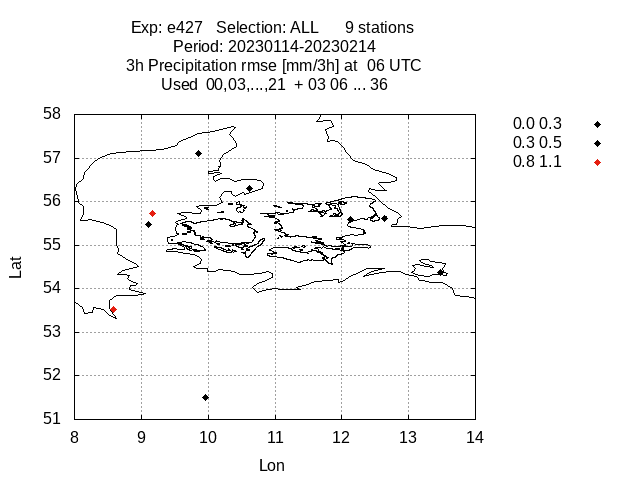 Exp: e427   Selection: ALL      9 stations
Period: 20230114-20230214
3h Precipitation rmse [mm/3h] at  06 UTC
Used  00,03,...,21  + 03 06 ... 36
0.0 0.3
0.3 0.5
0.8 1.1
58
57
56
55
54
53
52
51
Lat
8 9 10 11 12 13 14
Lon